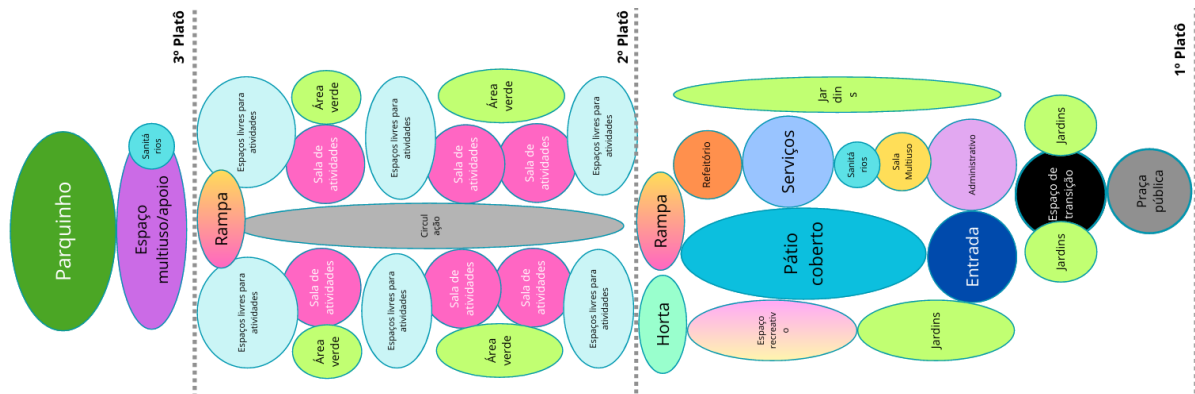 Parquinho
Espaço
multiuso/apoio
Sanitá
rios
3º Platô
Espaços livres para
atividades
Rampa
Espaços livres para
atividades
Área
verde
Sala de
atividades
Sala de
atividades
Área
verde
Espaços livres para
atividades
Circul
ação
Espaços livres para
atividades
Área
verde
Sala de
atividades
Sala de
atividades
Sala de
atividades
Sala de
atividades
Área
verde
Espaços livres para
atividades
Espaços livres para
atividades
2º Platô
Horta
Rampa
Refeitório
Espaço
recreativ
o
Pátio
coberto
Serviços
Jar
din
s
Sanitá
rios
Sala
Multiuso
Jardins
Entrada
Administrativo
Jardins
Espaço de
transição
Jardins
Praça
pública
1º Platô